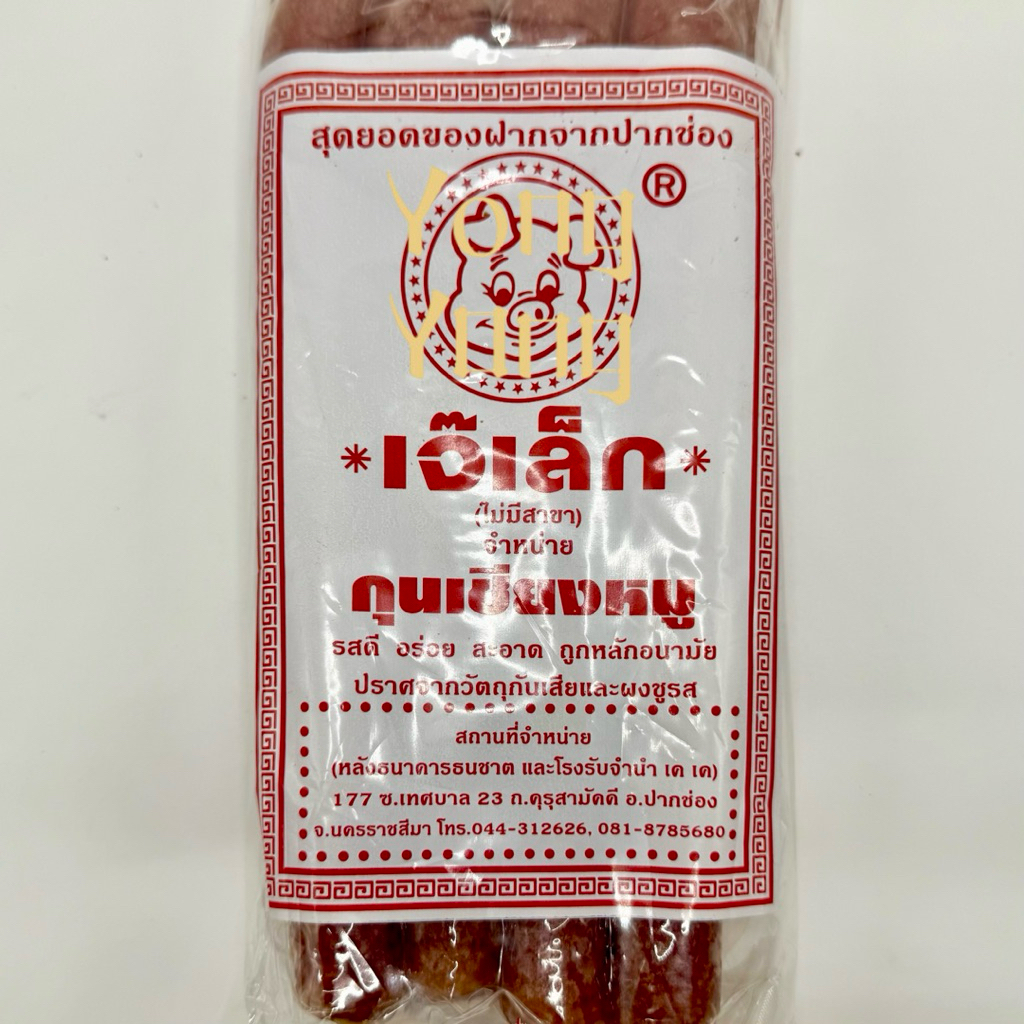 สุดยอดของฝากจากปากช่อง
®
Yong
Yung
*เจ๊เล็ก*
(ไม่มีสาขา)
จำหน่าย
กุนเชียงหมู
รสดี อร่อย สะอาด ถูกหลักอนามัย
ปราศจากวัตถุกันเสียและผงชูรส
สถานที่จำหน่าย
(หลังธนาคารธนชาต และโรงรับจำนำ เค เค)
177 ซ.เทศบาล 23 ถ.คุรุสามัคคี อ.ปากช่อง
จ.นครราชสีมา โทร.044-312626, 081-8785680